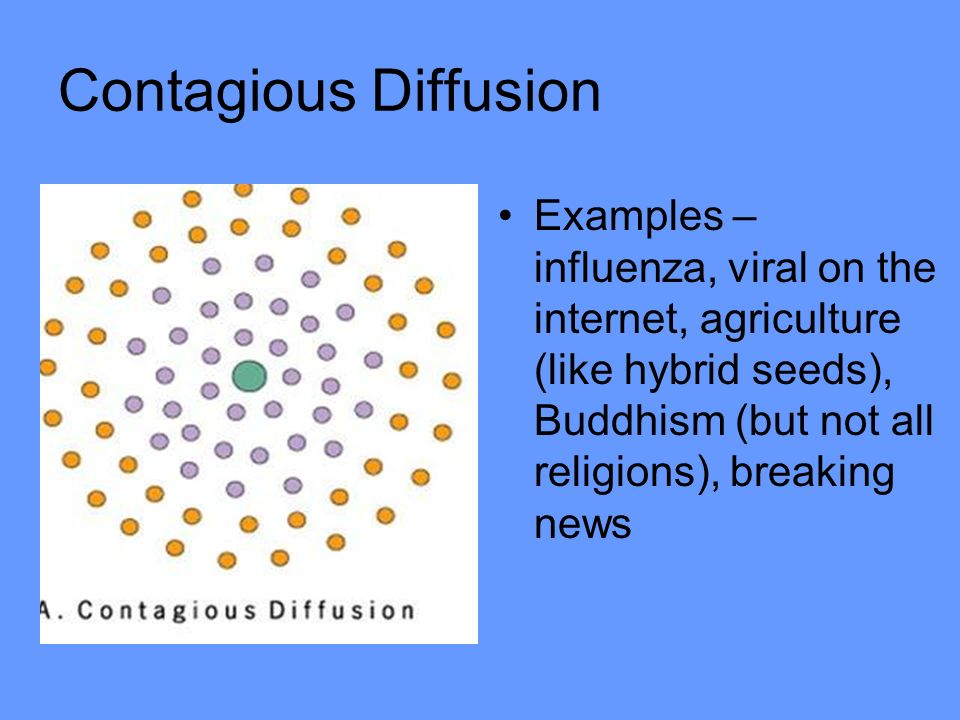 Contagious Diffusion
• Examples –
influenza, viral on the
internet, agriculture
(like hybrid seeds),
Buddhism (but not all
religions), breaking
news
A. Contagious Diffusion